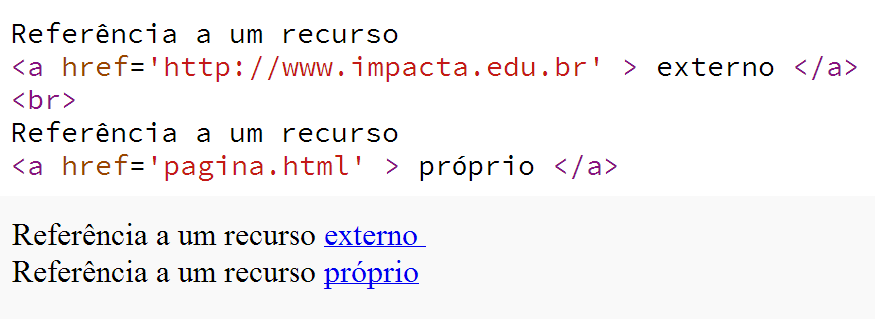 Referência a um recurso
<a href='http://www.impacta.edu.br' > externo </a>
<br>
Referência a um recurso
<a href='pagina.html' > próprio </a>
Referência a um recurso externo
Referência a um recurso próprio